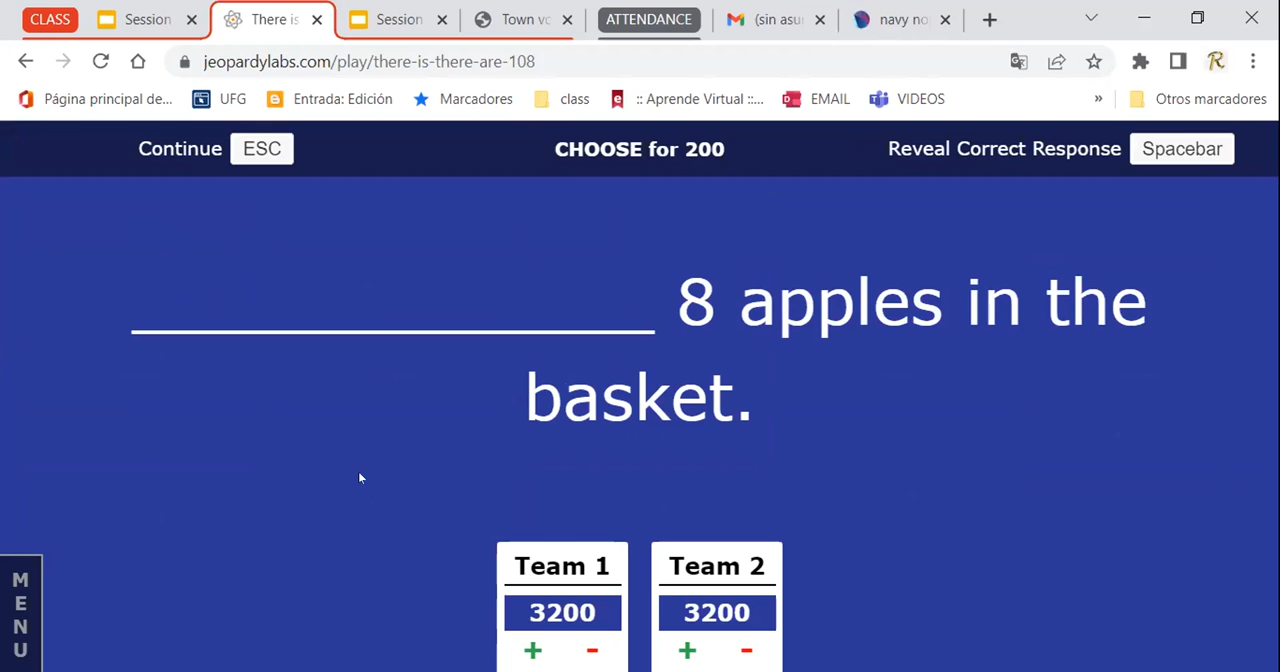 CLASS Session There is Session Town vo ATTENDANCE (sin asu navy no
jeopardylabs.com/play/there-is-there-are-108
Página principal de... UFG Entrada: Edición Marcadores class :: Aprende Virtual ::... EMAIL VIDEOS » Otros marcadores
Continue ESC CHOOSE for 200 Reveal Correct Response Spacebar
________________ 8 apples in the
basket.
MENU
Team 1 Team 2
3200 3200
+ - + -